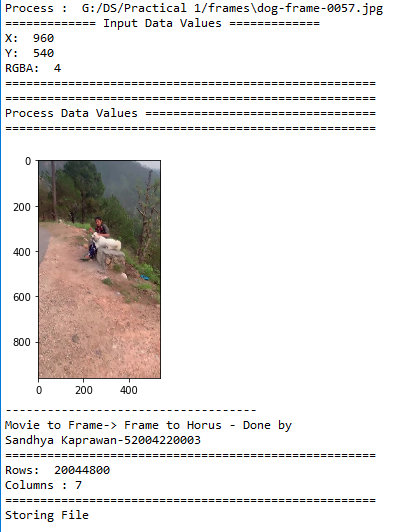 Process :  G:/DS/Practical 1/frames\dog-frame-0057.jpg
============= Input Data Values =============
X:  960
Y:  540
RGBA:  4
=====================================================
=====================================================
Process Data Values =================================
=====================================================
0
200
400
600
800
0 200 400
------------------------------------
Movie to Frame-> Frame to Horus - Done by
Sandhya Kaprawan-52004220003
=====================================================
Rows:  20044800
Columns : 7
=====================================================
Storing File